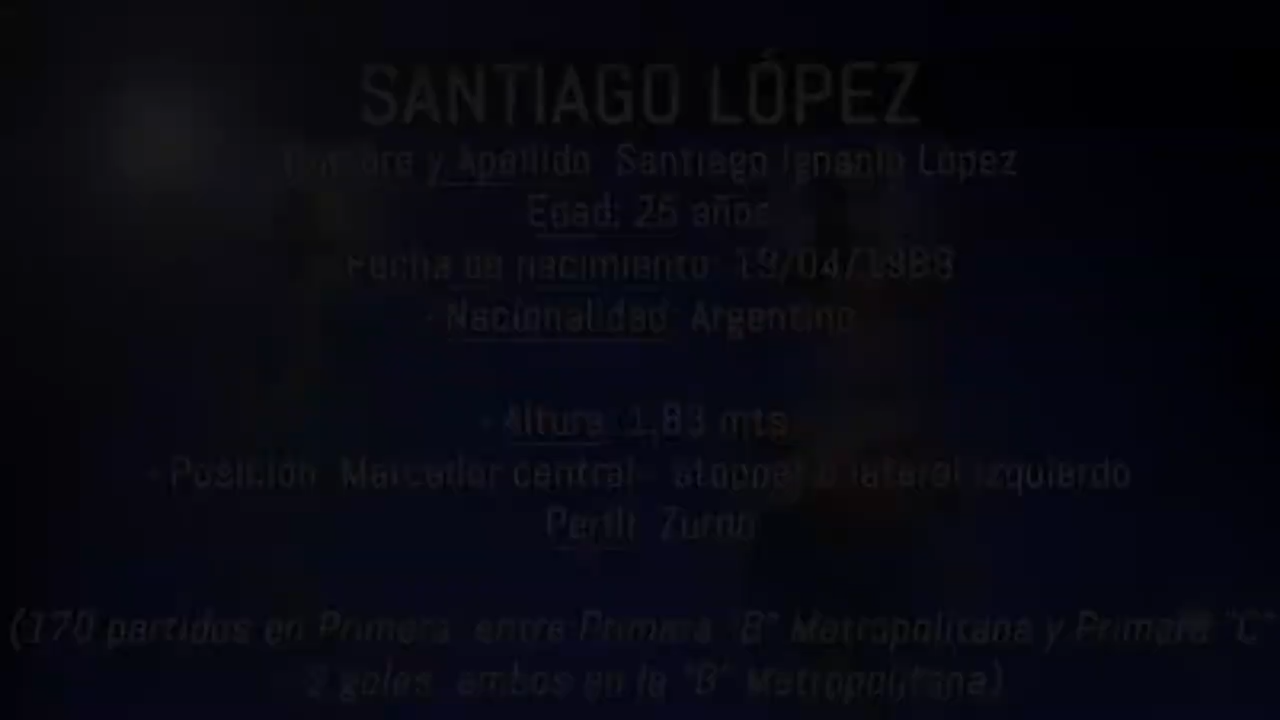 SANTIAGO LÓPEZ
Nombre y Apellido: Santiago Ignacio López
Edad: 26 años
Fecha de nacimiento: 19/04/1988
- Nacionalidad: Argentino
- Altura: 1,83 mts
- Posición: Marcador central - stopper o lateral izquierdo
Perfil: Zurdo
(170 partidos en Primera, entre Primera "B" Metropolitana y Primera "C"
2 goles, ambos en la "B" Metropolitana)